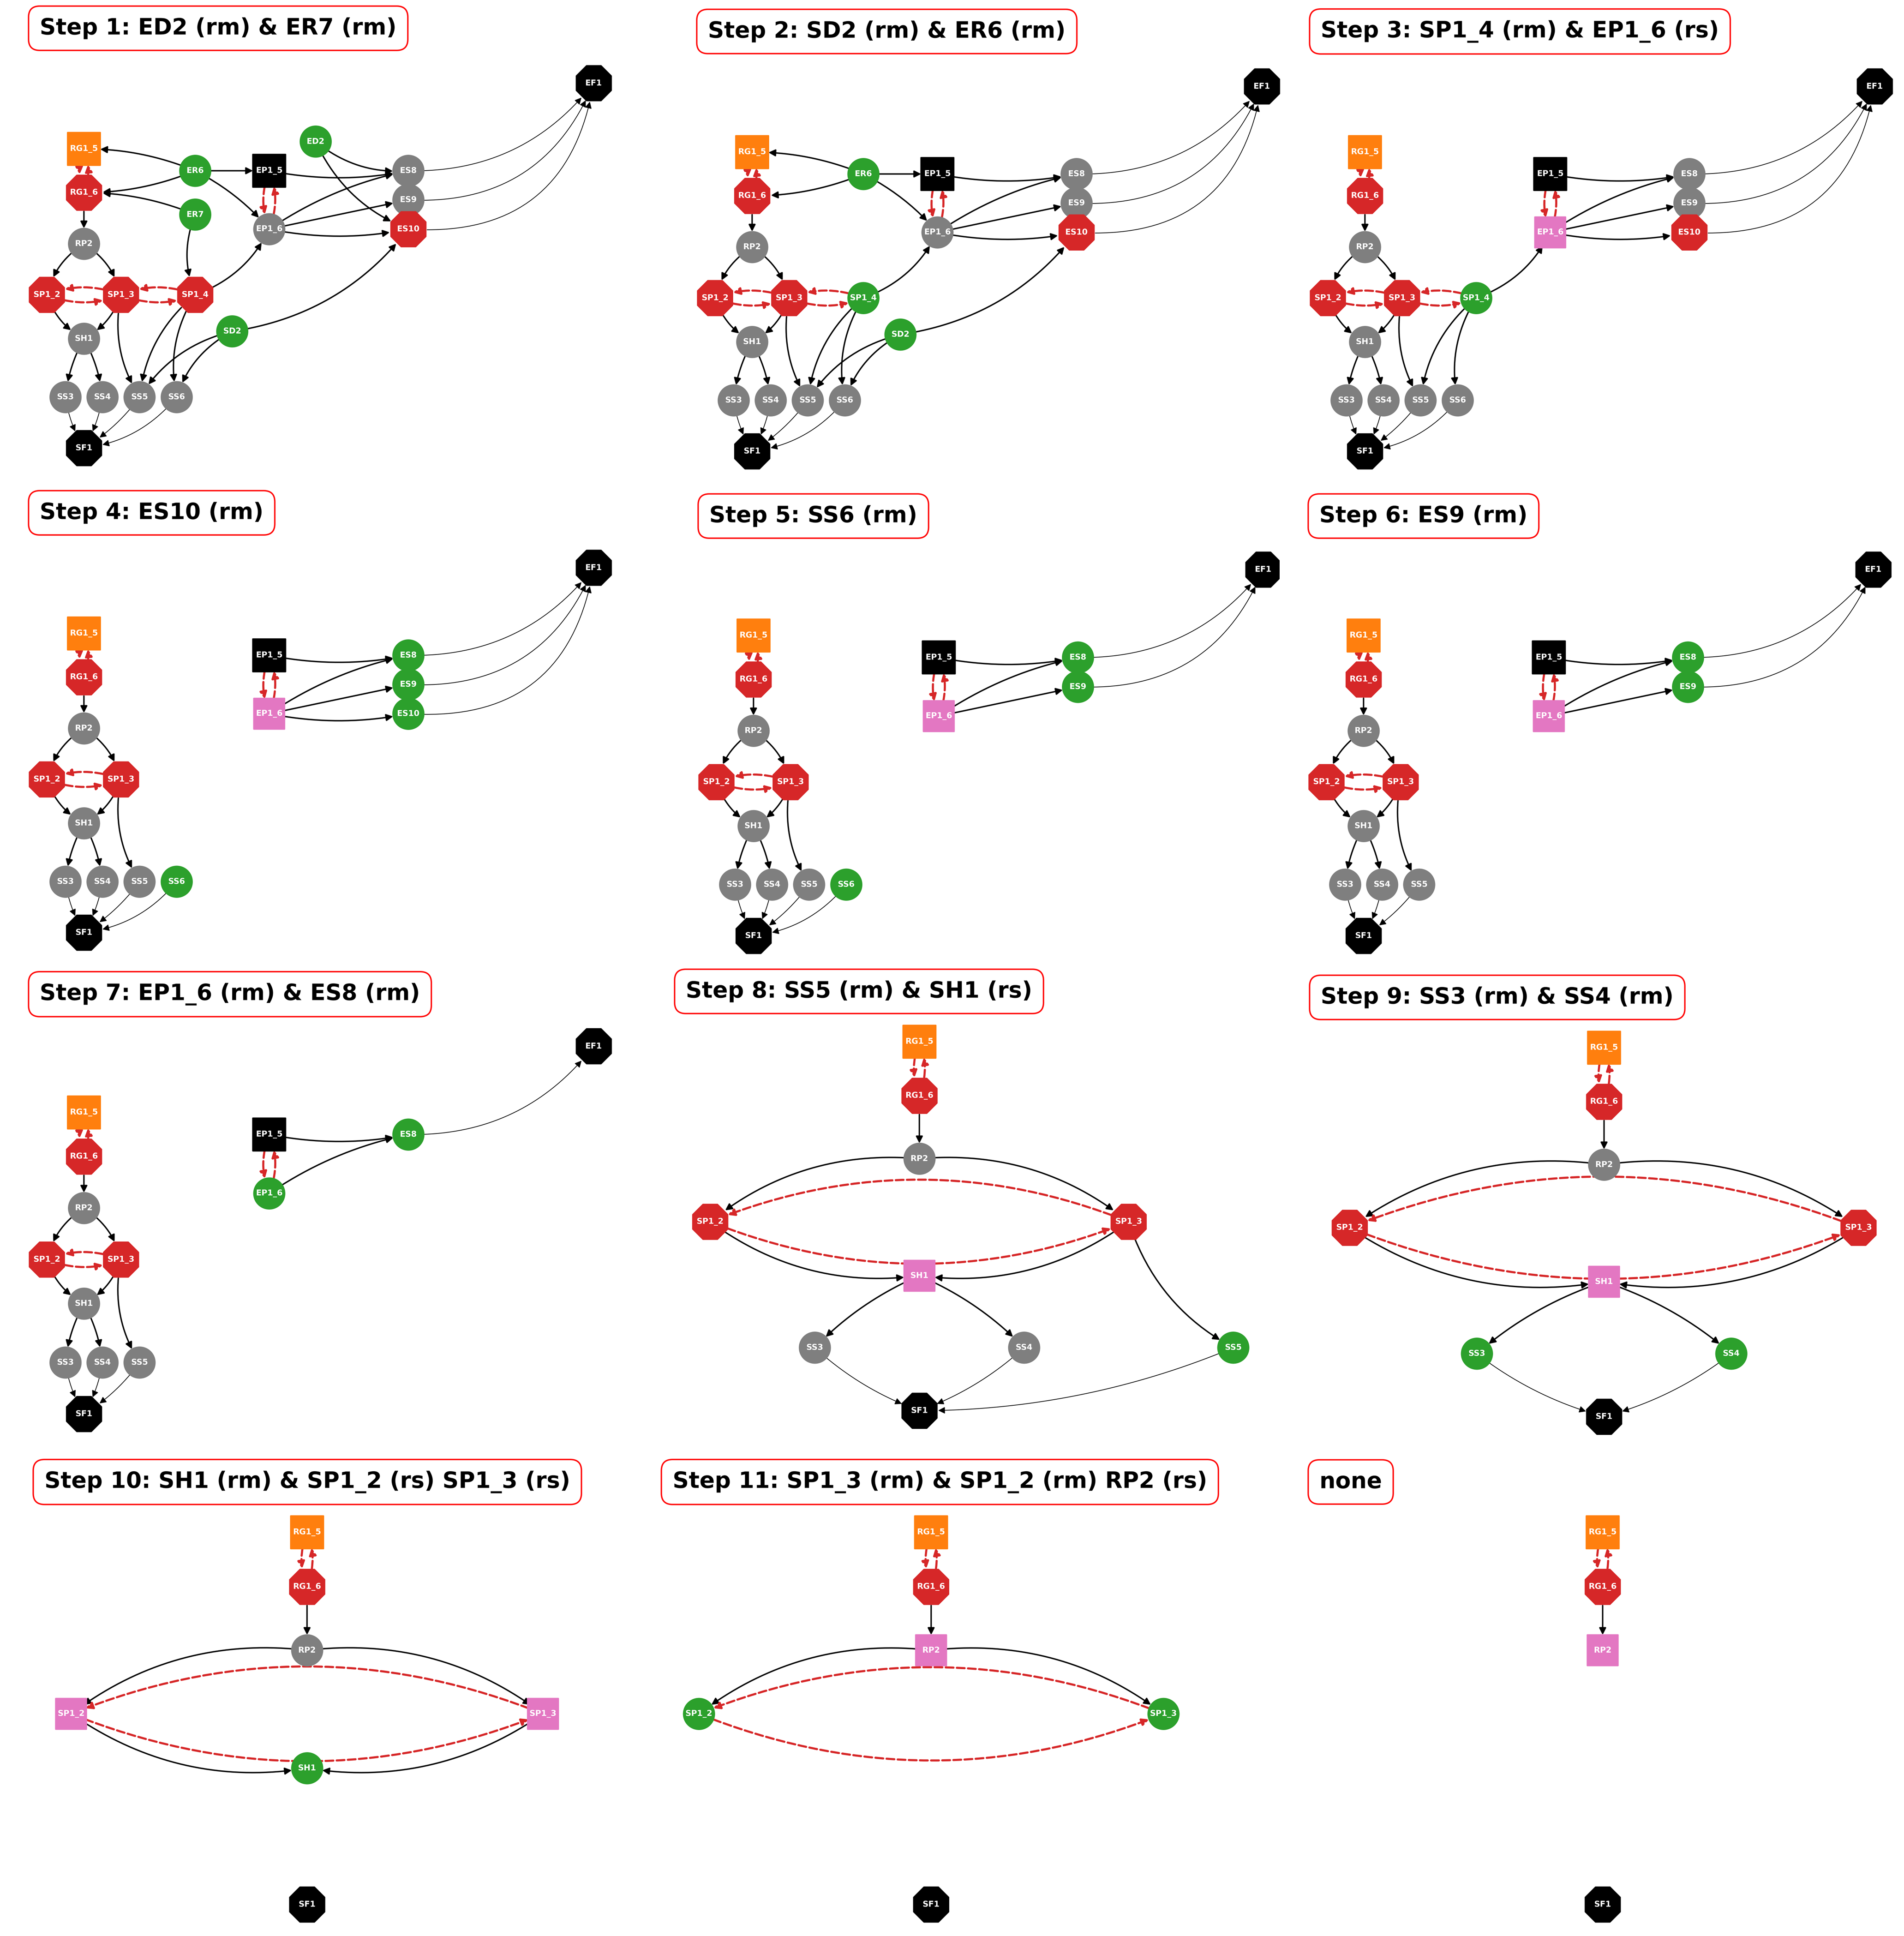 Step 1: ED2 (rm) & ER7 (rm)
EF1
ED2
RG1_5
ER6
EP1_5
ES8
RG1_6
ES9
ER7
EP1_6
ES10
RP2
SP1_2
SP1_3
SP1_4
SD2
SH1
SS3
SS4
SS5
SS6
SF1
Step 2: SD2 (rm) & ER6 (rm)
EF1
RG1_5
ER6
EP1_5
ES8
RG1_6
ES9
EP1_6
ES10
RP2
SP1_2
SP1_3
SP1_4
SD2
SH1
SS3
SS4
SS5
SS6
SF1
Step 3: SP1_4 (rm) & EP1_6 (rs)
EF1
RG1_5
EP1_5
ES8
RG1_6
ES9
EP1_6
ES10
RP2
SP1_2
SP1_3
SP1_4
SH1
SS3
SS4
SS5
SS6
SF1
Step 4: ES10 (rm)
EF1
RG1_5
EP1_5
ES8
RG1_6
ES9
EP1_6
ES10
RP2
SP1_2
SP1_3
SH1
SS3
SS4
SS5
SS6
SF1
Step 5: SS6 (rm)
EF1
RG1_5
EP1_5
ES8
RG1_6
ES9
EP1_6
RP2
SP1_2
SP1_3
SH1
SS3
SS4
SS5
SS6
SF1
Step 6: ES9 (rm)
EF1
RG1_5
EP1_5
ES8
RG1_6
ES9
EP1_6
RP2
SP1_2
SP1_3
SH1
SS3
SS4
SS5
SF1
Step 7: EP1_6 (rm) & ES8 (rm)
EF1
RG1_5
EP1_5
ES8
RG1_6
EP1_6
RP2
SP1_2
SP1_3
SH1
SS3
SS4
SS5
SF1
Step 8: SS5 (rm) & SH1 (rs)
RG1_5
RG1_6
RP2
SP1_2
SP1_3
SH1
SS3
SS4
SS5
SF1
Step 9: SS3 (rm) & SS4 (rm)
RG1_5
RG1_6
RP2
SP1_2
SP1_3
SH1
SS3
SS4
SF1
Step 10: SH1 (rm) & SP1_2 (rs) SP1_3 (rs)
RG1_5
RG1_6
RP2
SP1_2
SP1_3
SH1
SF1
Step 11: SP1_3 (rm) & SP1_2 (rm) RP2 (rs)
RG1_5
RG1_6
RP2
SP1_2
SP1_3
SF1
none
RG1_5
RG1_6
RP2
SF1